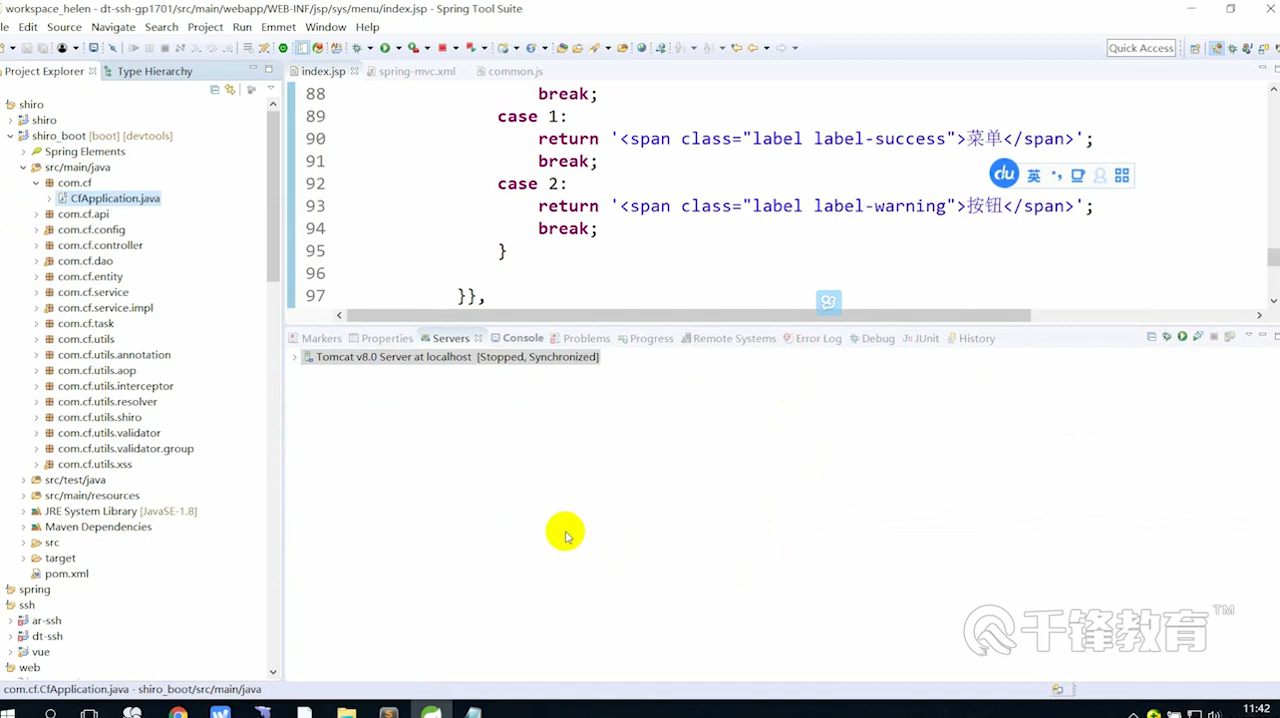 workspace_helen - dt-ssh-gp1701/src/main/webapp/WEB-INF/jsp/sys/menu/index.jsp - Spring Tool Suite
Edit Source Navigate Search Project Run Emmet Window Help
Quick Access
Project Explorer Type Hierarchy
shiro
shiro
shiro_boot [boot] [devtools]
Spring Elements
src/main/java
com.cf
CfApplication.java
com.cf.api
com.cf.config
com.cf.controller
com.cf.dao
com.cf.entity
com.cf.service
com.cf.service.impl
com.cf.task
com.cf.utils
com.cf.utils.annotation
com.cf.utils.aop
com.cf.utils.interceptor
com.cf.utils.resolver
com.cf.utils.shiro
com.cf.utils.validator
com.cf.utils.validator.group
com.cf.utils.xss
src/test/java
src/main/resources
JRE System Library [JavaSE-1.8]
Maven Dependencies
src
target
pom.xml
spring
ssh
ar-ssh
dt-ssh
vue
web
index.jsp spring-mvc.xml common.js
88 break;
89 case 1:
90 return '<span class="label label-success">菜单</span>';
91 break;
92 case 2:
93 return '<span class="label label-warning">按钮</span>';
94 break;
95 }
96
97 }},
du 英
Markers Properties Servers Console Problems Progress Remote Systems Error Log Debug JUnit History
Tomcat v8.0 Server at localhost [Stopped, Synchronized]
千锋教育 TM
com.cf.CfApplication.java - shiro_boot/src/main/java
11:42